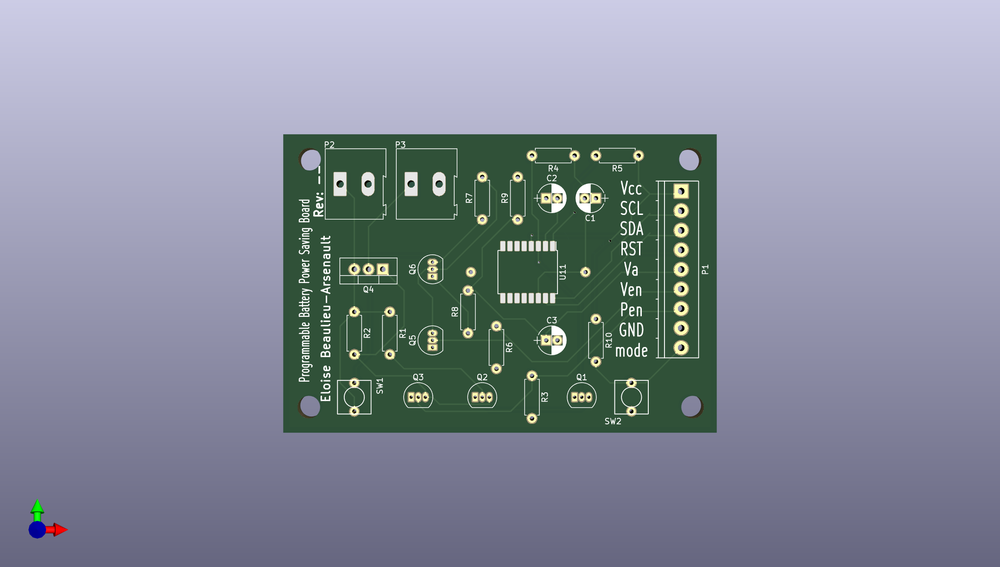 P2
P3
R4
R5
C2
C1
R7
R9
Vcc
SCL
SDA
RST
Va
Ven
Pen
GND
mode
P1
Rev: --
Programmable Battery Power Saving Board
Eloise Beaulieu-Arsenault
Q4
Q6
U11
R8
C3
R2
R1
Q5
R6
R10
SW1
Q3
Q2
R3
Q1
SW2